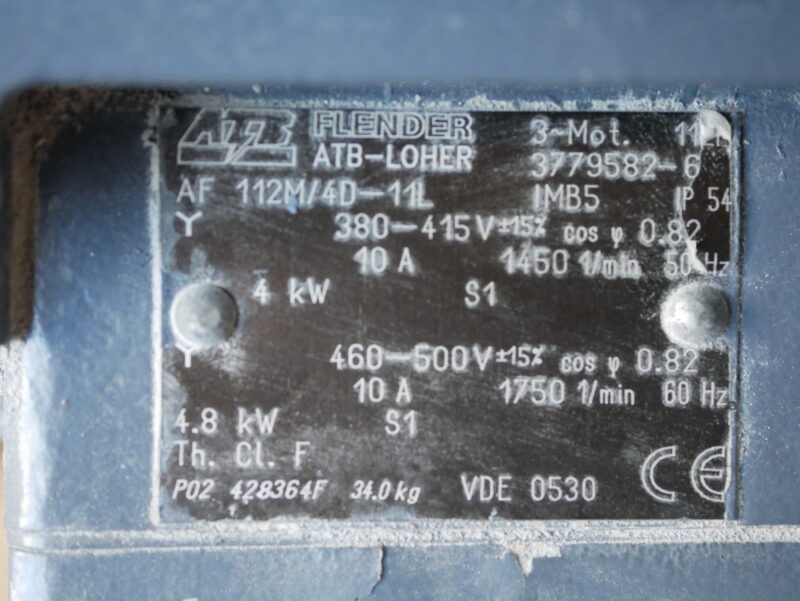 ATB FLENDER 3~Mot.
ATB-LOHER 3779582-6
AF 112M/4D-11L IMB5 IP 54
Y 380-415V ±15% cos φ 0.82
10 A 1450 1/min 50 Hz
4 kW S1
Y 460-500V ±15% cos φ 0.82
10 A 1750 1/min 60 Hz
4.8 kW S1
Th. Cl. F
P02 428364F 34.0kg VDE 0530 CE